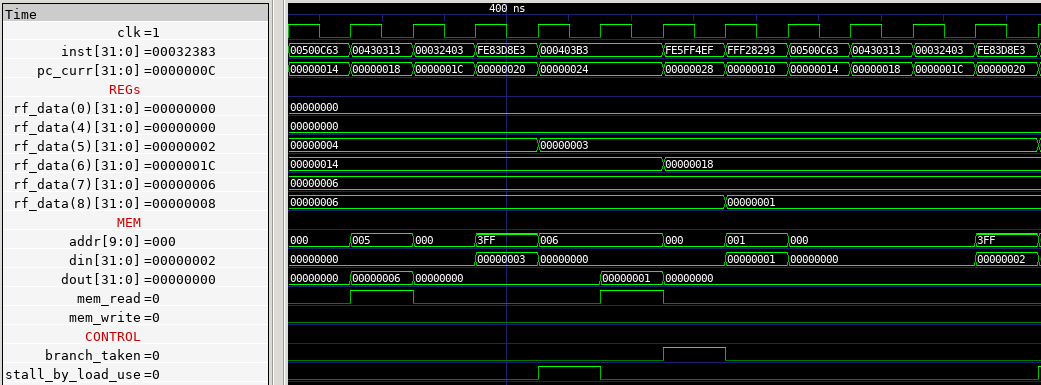 400 ns
Time
clk=1
inst[31:0]=00032383 00500C63 00430313 00032403 FE83D8E3 000403B3 FE5FF4EF FFF28293 00500C63 00430313 00032403 FE83D8E3
pc_curr[31:0]=0000000C 00000014 00000018 0000001C 00000020 00000024 00000028 00000010 00000014 00000018 0000001C 00000020
REGs
rf_data(0)[31:0]=00000000 00000000
rf_data(4)[31:0]=00000000 00000000
rf_data(5)[31:0]=00000002 00000004 00000003
rf_data(6)[31:0]=0000001C 00000014 00000018
rf_data(7)[31:0]=00000006 00000006
rf_data(8)[31:0]=00000008 00000006 00000001
MEM
addr[9:0]=000 000 005 000 3FF 006 000 001 000 3FF
din[31:0]=00000002 00000000 00000003 00000000 00000001 00000000 00000002
dout[31:0]=00000000 00000000 00000006 00000000 00000001 00000000
mem_read=0
mem_write=0
CONTROL
branch_taken=0
stall_by_load_use=0